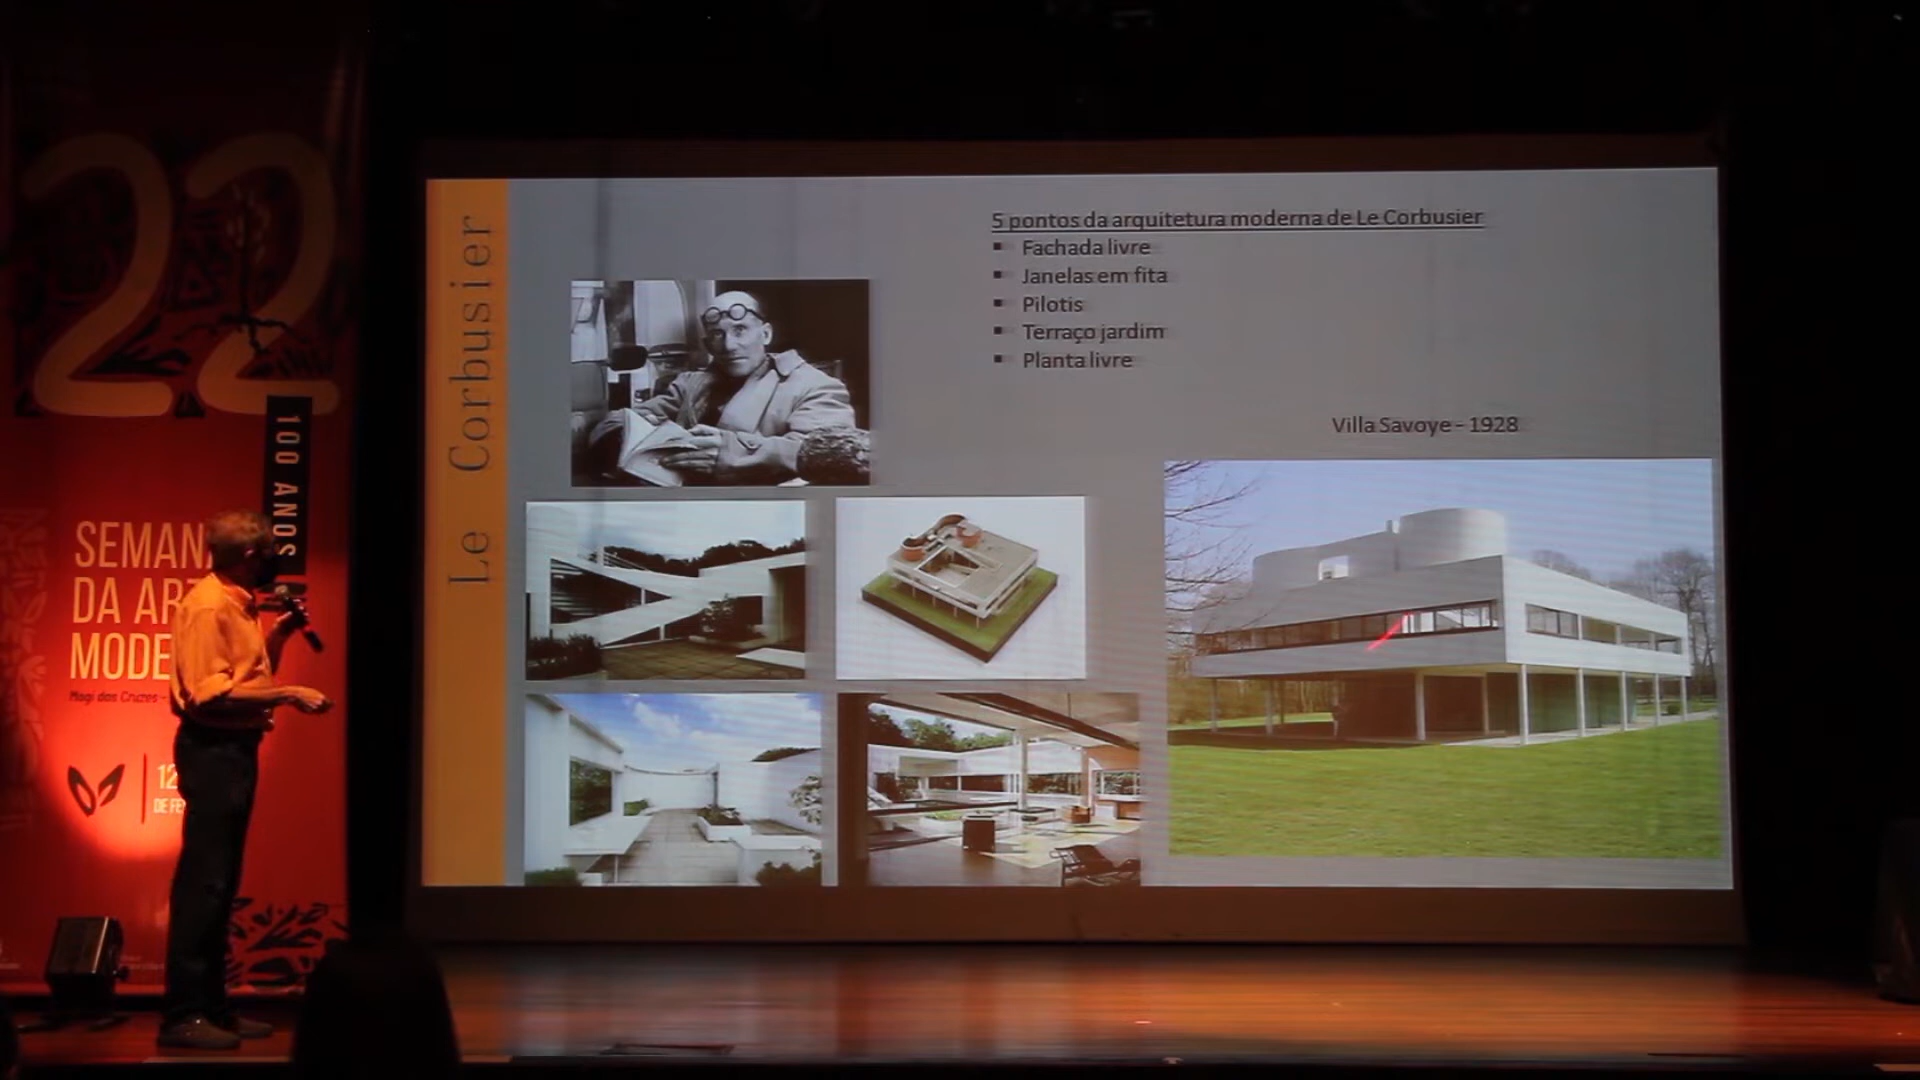 22
100 ANOS
SEMAN
DA AR
MODE
Mogi das Cruzes -
12
DE FE
Le Corbusier
5 pontos da arquitetura moderna de Le Corbusier
▪ Fachada livre
▪ Janelas em fita
▪ Pilotis
▪ Terraço jardim
▪ Planta livre
Villa Savoye - 1928